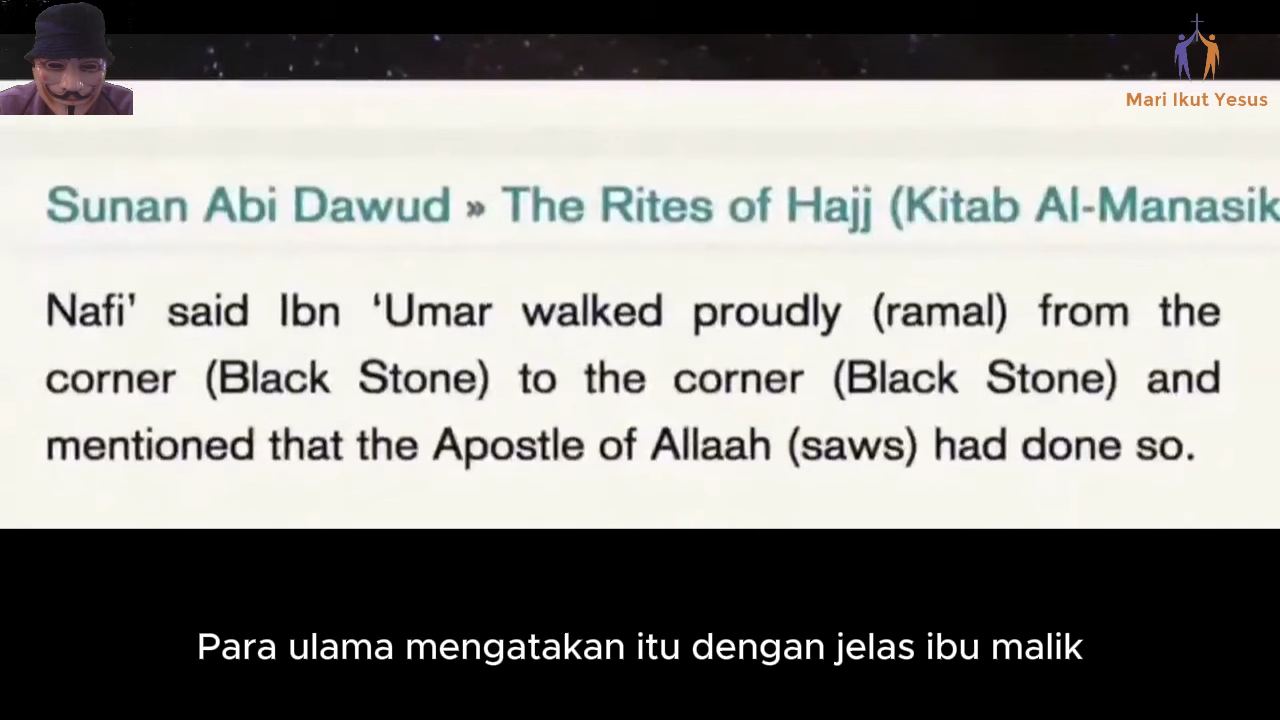 Mari Ikut Yesus
Sunan Abi Dawud » The Rites of Hajj (Kitab Al-Manasik
Nafi’ said Ibn ‘Umar walked proudly (ramal) from the
corner (Black Stone) to the corner (Black Stone) and
mentioned that the Apostle of Allaah (saws) had done so.
Para ulama mengatakan itu dengan jelas ibu malik